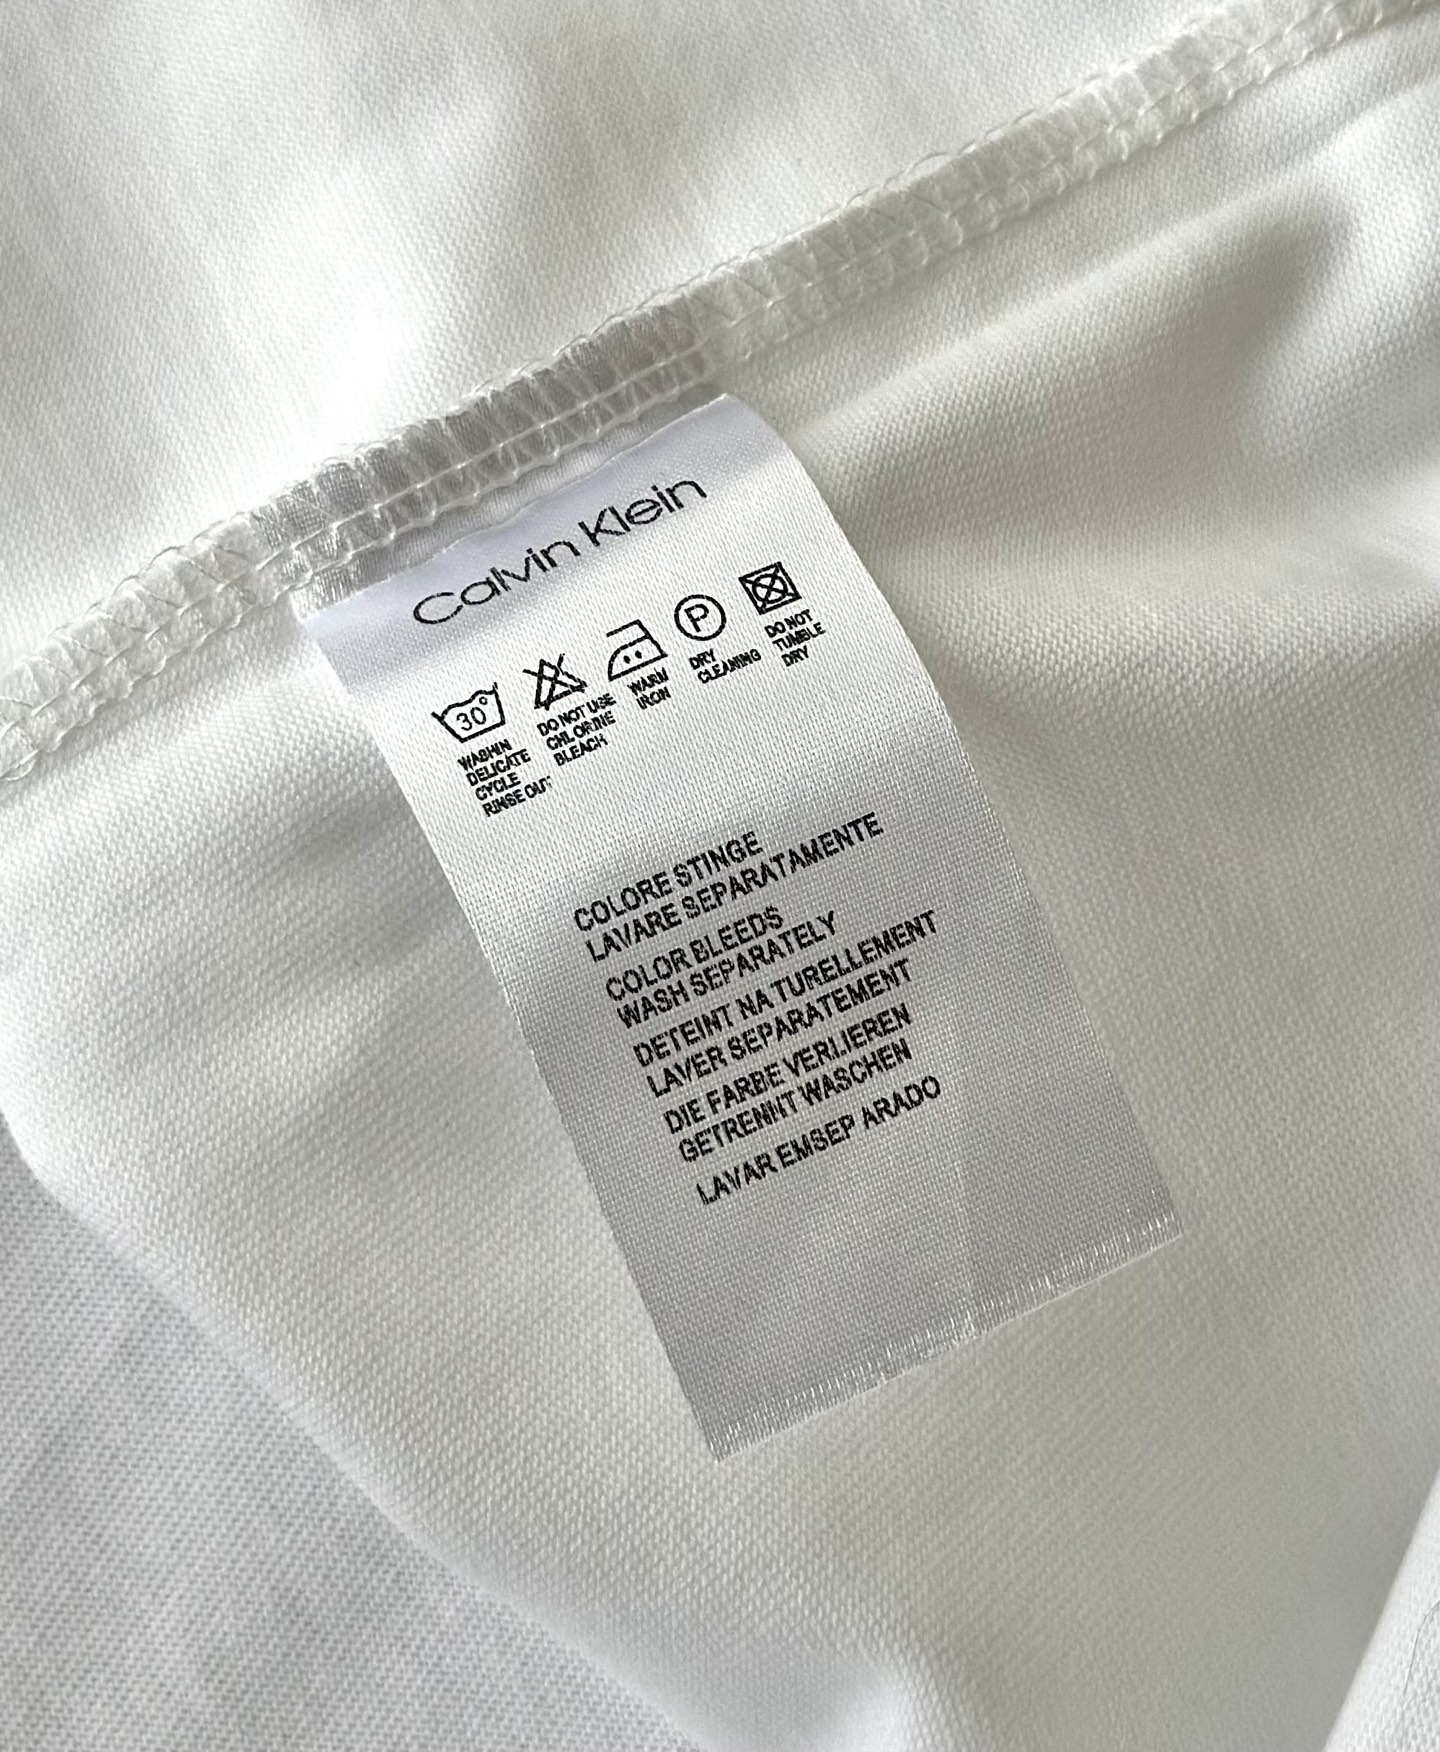 Calvin Klein
30°
P
WASHIN
DELICATE
CYCLE
RINSE OUT
DO NOT USE
CHLORINE
BLEACH
WARM
IRON
DRY
CLEANING
DO NOT
TUMBLE
DRY
COLORE STINGE
LAVARE SEPARATAMENTE
COLOR BLEEDS
WASH SEPARATELY
DETEINT NA TURELLEMENT
LAVER SEPARATEMENT
DIE FARBE VERLIEREN
GETRENNT WASCHEN
LAVAR EMSEP ARADO